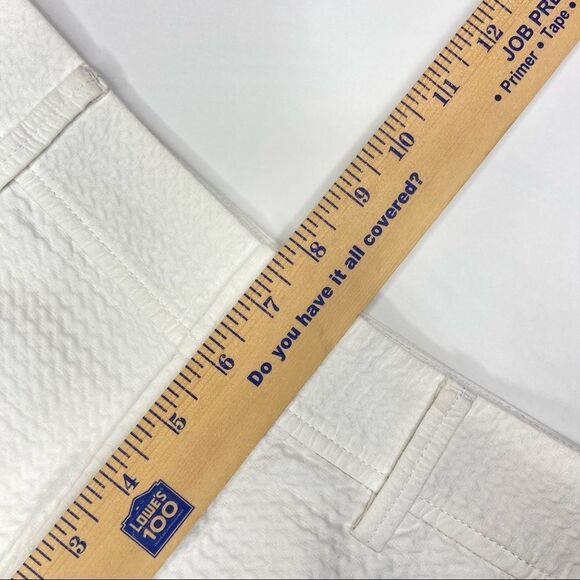 12
11
10
9
8
7
6
5
4
3
JOB PRE
• Primer • Tape •
Do you have it all covered?
LOWE'S
100